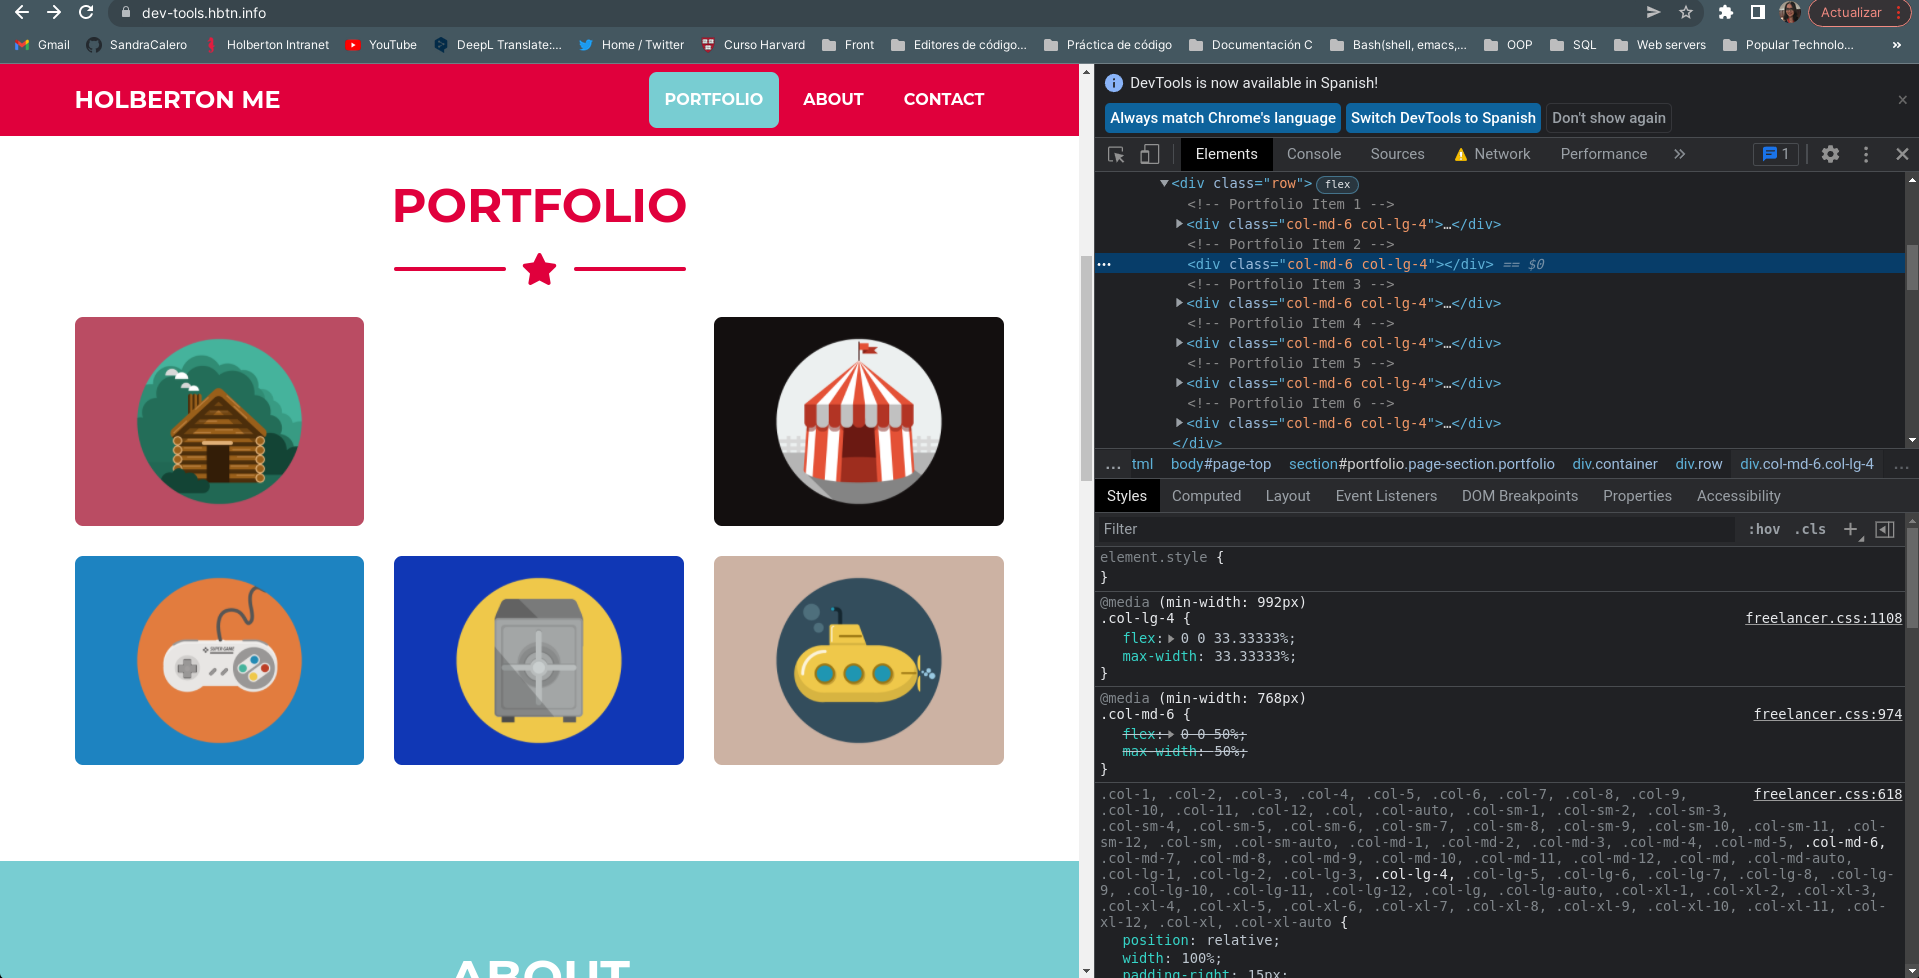 dev-tools.hbtn.info
Actualizar
Gmail SandraCalero Holberton Intranet YouTube DeepL Translate:... Home / Twitter Curso Harvard Front Editores de código... Práctica de código Documentación C Bash(shell, emacs,... OOP SQL Web servers Popular Technolo... »
HOLBERTON ME
PORTFOLIO ABOUT CONTACT
PORTFOLIO
SUPER GAME
ABOUT
DevTools is now available in Spanish!
Always match Chrome's language Switch DevTools to Spanish Don't show again
Elements Console Sources Network Performance » 1
<div class="row"> flex
<!-- Portfolio Item 1 -->
<div class="col-md-6 col-lg-4">…</div>
<!-- Portfolio Item 2 -->
... <div class="col-md-6 col-lg-4"></div> == $0
<!-- Portfolio Item 3 -->
<div class="col-md-6 col-lg-4">…</div>
<!-- Portfolio Item 4 -->
<div class="col-md-6 col-lg-4">…</div>
<!-- Portfolio Item 5 -->
<div class="col-md-6 col-lg-4">…</div>
<!-- Portfolio Item 6 -->
<div class="col-md-6 col-lg-4">…</div>
</div>
... tml body#page-top section#portfolio.page-section.portfolio div.container div.row div.col-md-6.col-lg-4 ...
Styles Computed Layout Event Listeners DOM Breakpoints Properties Accessibility
Filter :hov .cls +
element.style {
}
@media (min-width: 992px)
.col-lg-4 { freelancer.css:1108
flex: 0 0 33.33333%;
max-width: 33.33333%;
}
@media (min-width: 768px)
.col-md-6 { freelancer.css:974
flex: 0 0 50%;
max-width: 50%;
}
.col-1, .col-2, .col-3, .col-4, .col-5, .col-6, .col-7, .col-8, .col-9, freelancer.css:618
.col-10, .col-11, .col-12, .col, .col-auto, .col-sm-1, .col-sm-2, .col-sm-3,
.col-sm-4, .col-sm-5, .col-sm-6, .col-sm-7, .col-sm-8, .col-sm-9, .col-sm-10, .col-sm-11, .col-
sm-12, .col-sm, .col-sm-auto, .col-md-1, .col-md-2, .col-md-3, .col-md-4, .col-md-5, .col-md-6,
.col-md-7, .col-md-8, .col-md-9, .col-md-10, .col-md-11, .col-md-12, .col-md, .col-md-auto,
.col-lg-1, .col-lg-2, .col-lg-3, .col-lg-4, .col-lg-5, .col-lg-6, .col-lg-7, .col-lg-8, .col-lg-
9, .col-lg-10, .col-lg-11, .col-lg-12, .col-lg, .col-lg-auto, .col-xl-1, .col-xl-2, .col-xl-3,
.col-xl-4, .col-xl-5, .col-xl-6, .col-xl-7, .col-xl-8, .col-xl-9, .col-xl-10, .col-xl-11, .col-
xl-12, .col-xl, .col-xl-auto {
position: relative;
width: 100%;
padding-right: 15px;